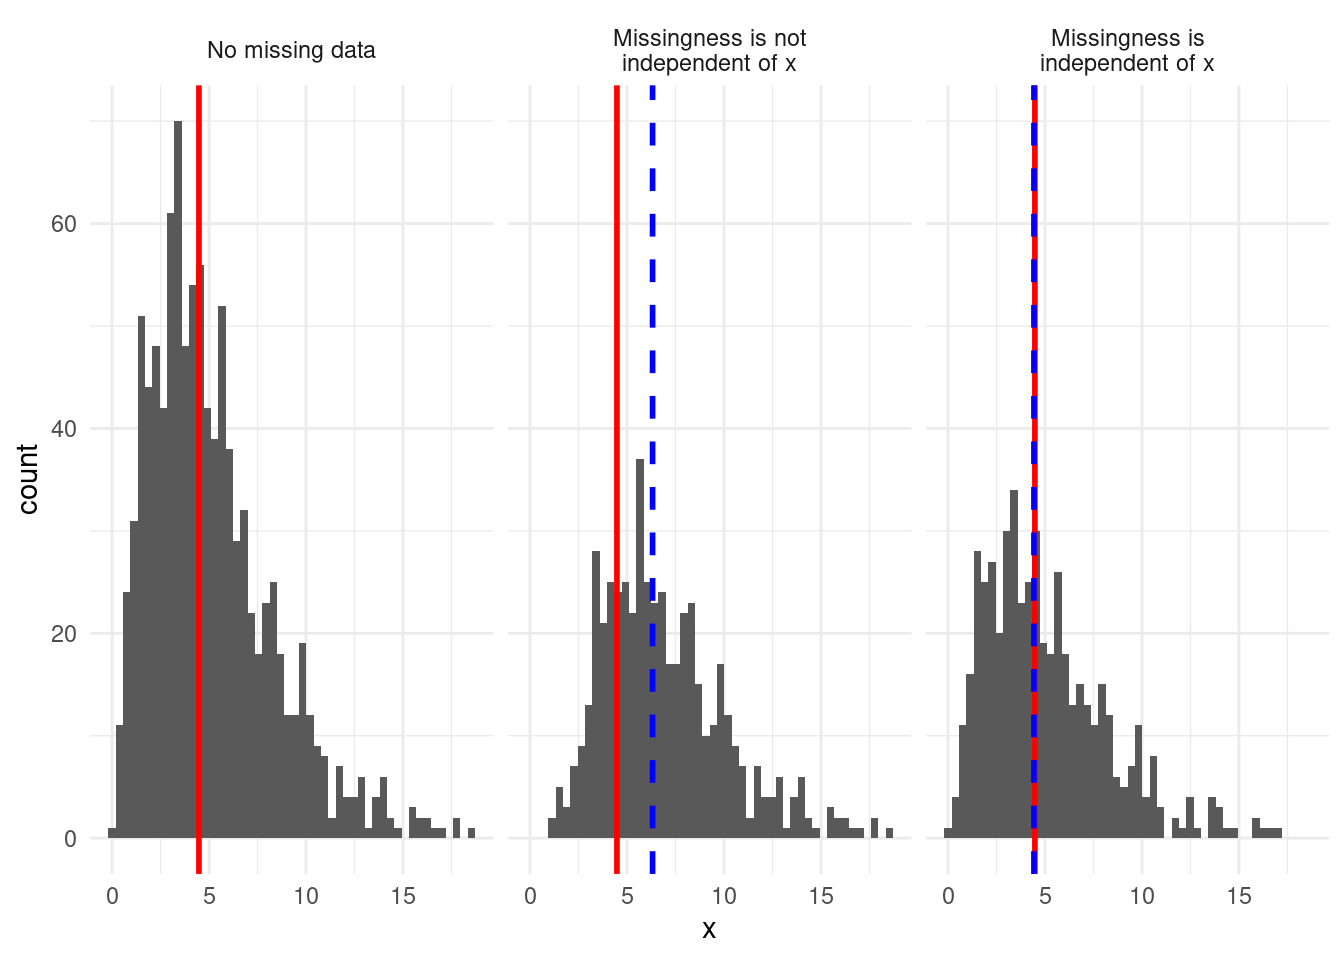 No missing data
Missingness is not
independent of x
Missingness is
independent of x
count
60
40
20
0
0 5 10 15
0 5 10 15
0 5 10 15
x